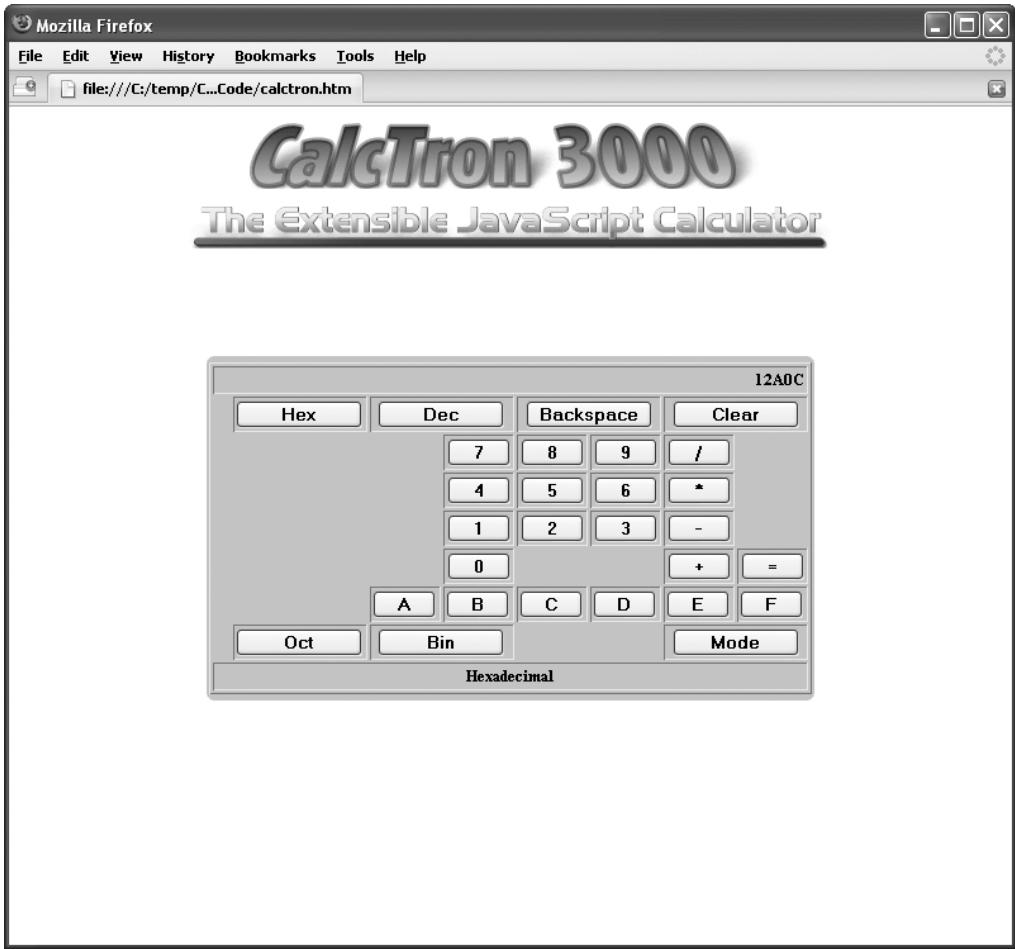 Mozilla Firefox
File Edit View History Bookmarks Tools Help
file:///C:/temp/C...Code/calctron.htm
CalcTron 3000
The Extensible JavaScript Calculator
12A0C
Hex Dec Backspace Clear
7 8 9 /
4 5 6 *
1 2 3 -
0 + =
A B C D E F
Oct Bin Mode
Hexadecimal